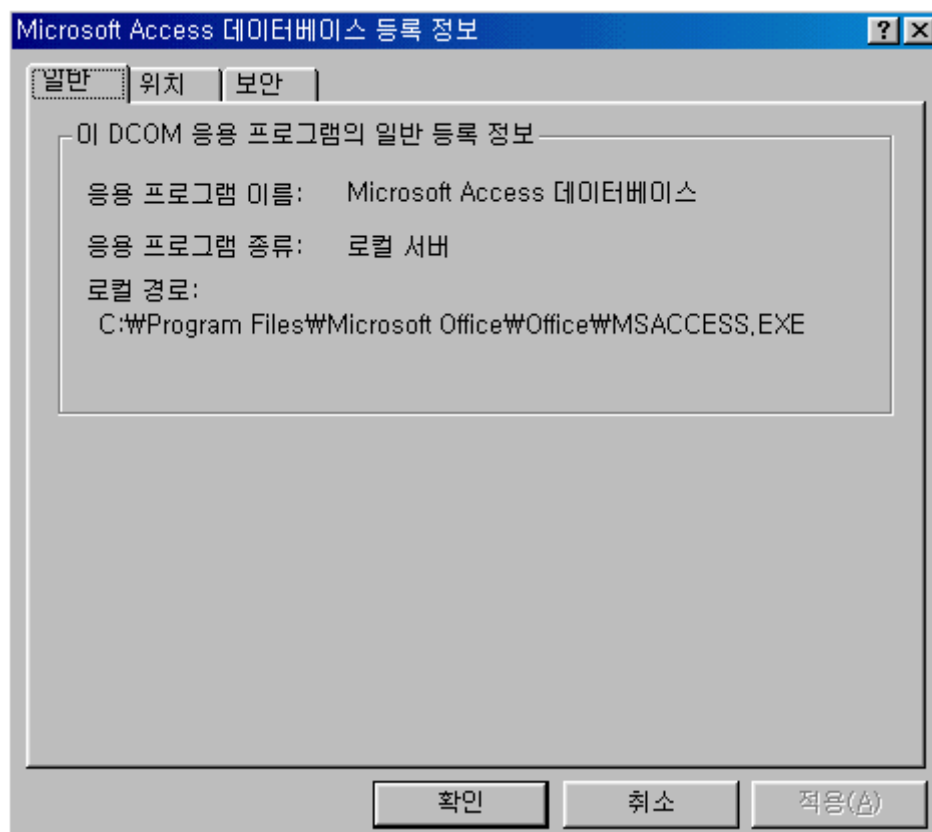 Microsoft Access 데이터베이스 등록 정보
일반 위치 보안
이 DCOM 응용 프로그램의 일반 등록 정보
응용 프로그램 이름: Microsoft Access 데이터베이스
응용 프로그램 종류: 로컬 서버
로컬 경로:
C:₩Program Files₩Microsoft Office₩Office₩MSACCESS.EXE
확인 취소 적용(A)